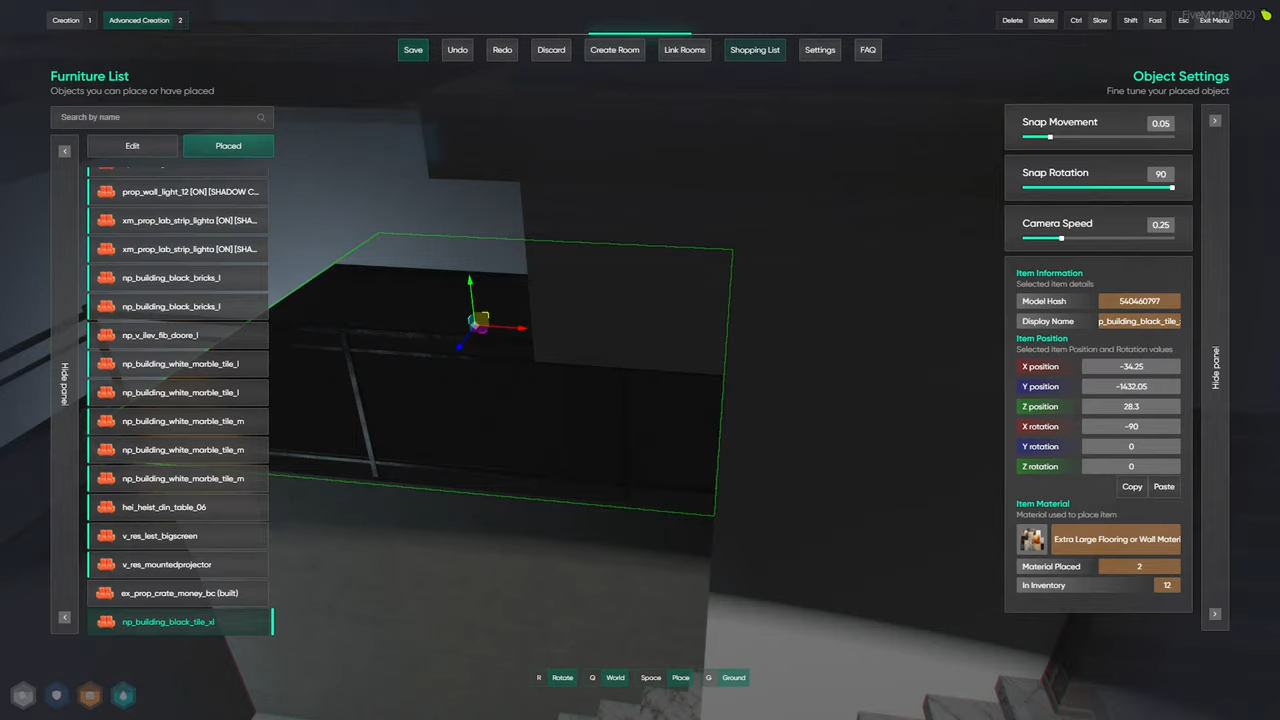 Creation 1 Advanced Creation 2
Delete Delete Ctrl Slow Shift Fast Esc Exit Menu
FiveM* (b2802)
Save Undo Redo Discard Create Room Link Rooms Shopping List Settings FAQ
Furniture List
Objects you can place or have placed
Search by name
Edit Placed
Hide panel
prop_wall_light_12 [ON] [SHADOW C...
xm_prop_lab_strip_lighta [ON] [SHA...
xm_prop_lab_strip_lighta [ON] [SHA...
np_building_black_bricks_l
np_building_black_bricks_l
np_v_ilev_fib_doore_l
np_building_white_marble_tile_l
np_building_white_marble_tile_l
np_building_white_marble_tile_m
np_building_white_marble_tile_m
np_building_white_marble_tile_m
hei_heist_din_table_06
v_res_lest_bigscreen
v_res_mountedprojector
ex_prop_crate_money_bc (built)
np_building_black_tile_xl
Object Settings
Fine tune your placed object
Snap Movement 0.05
Snap Rotation 90
Camera Speed 0.25
Item Information
Selected item details
Model Hash 540460797
Display Name p_building_black_tile_
Item Position
Selected item Position and Rotation values
X position -34.25
Y position -1432.05
Z position 28.3
X rotation -90
Y rotation 0
Z rotation 0
Copy Paste
Item Material
Material used to place item
Extra Large Flooring or Wall Materi
Material Placed 2
In Inventory 12
Hide panel
R Rotate Q World Space Place G Ground